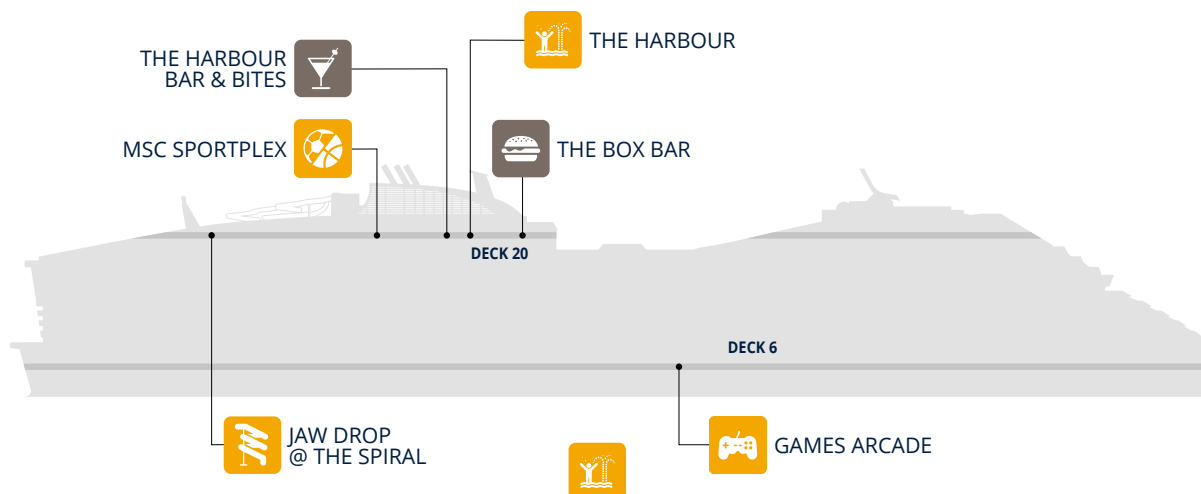 THE HARBOUR
THE HARBOUR
BAR & BITES
MSC SPORTPLEX
THE BOX BAR
DECK 20
DECK 6
JAW DROP
@ THE SPIRAL
GAMES ARCADE